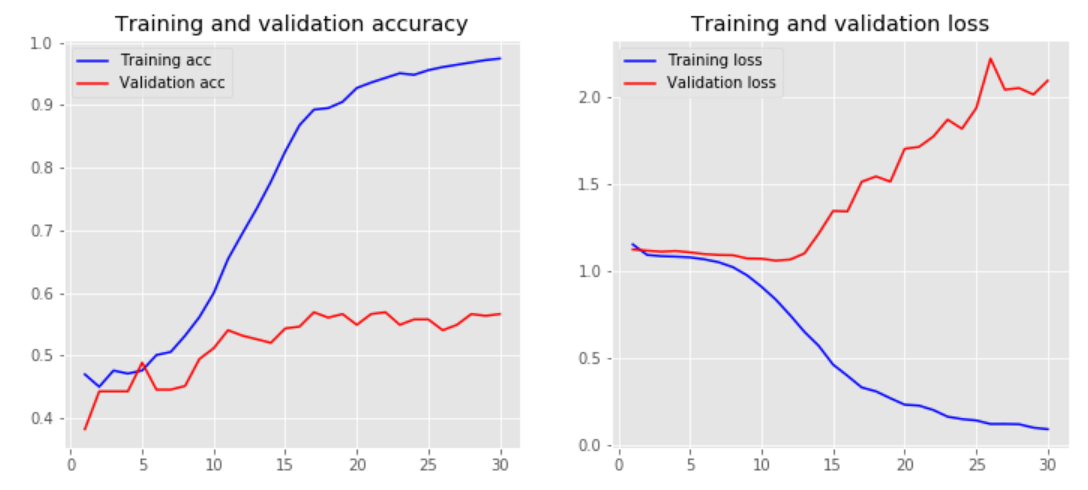 Training and validation accuracy
1.0
0.9
0.8
0.7
0.6
0.5
0.4
Training acc
Validation acc
0 5 10 15 20 25 30
Training and validation loss
2.0
1.5
1.0
0.5
0.0
Training loss
Validation loss
0 5 10 15 20 25 30